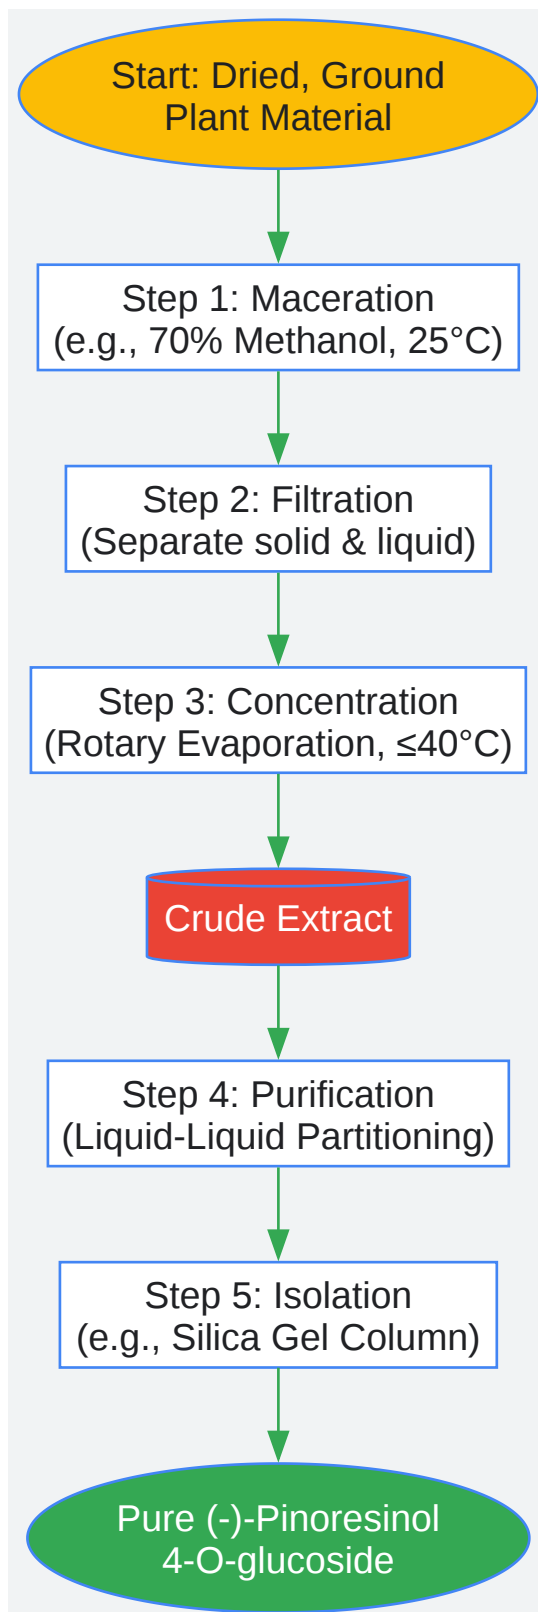 Start: Dried, Ground
Plant Material
Step 1: Maceration
(e.g., 70% Methanol, 25°C)
Step 2: Filtration
(Separate solid & liquid)
Step 3: Concentration
(Rotary Evaporation, ≤40°C)
Crude Extract
Step 4: Purification
(Liquid-Liquid Partitioning)
Step 5: Isolation
(e.g., Silica Gel Column)
Pure (-)-Pinoresinol
4-O-glucoside